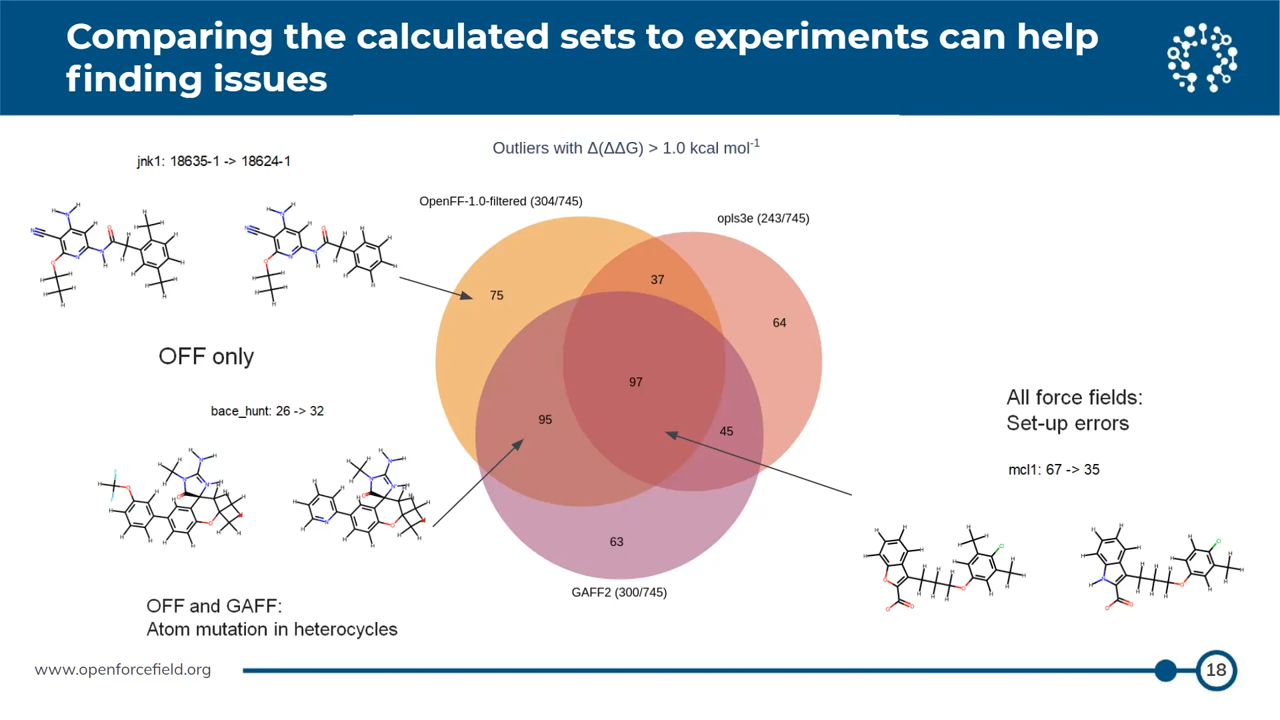 Comparing the calculated sets to experiments can help
finding issues
Outliers with Δ(ΔΔG) > 1.0 kcal mol-1
jnk1: 18635-1 -> 18624-1
OpenFF-1.0-filtered (304/745)
opls3e (243/745)
37
75
64
OFF only
97
All force fields:
Set-up errors
bace_hunt: 26 -> 32
95
45
mcl1: 67 -> 35
63
GAFF2 (300/745)
OFF and GAFF:
Atom mutation in heterocycles
www.openforcefield.org
18